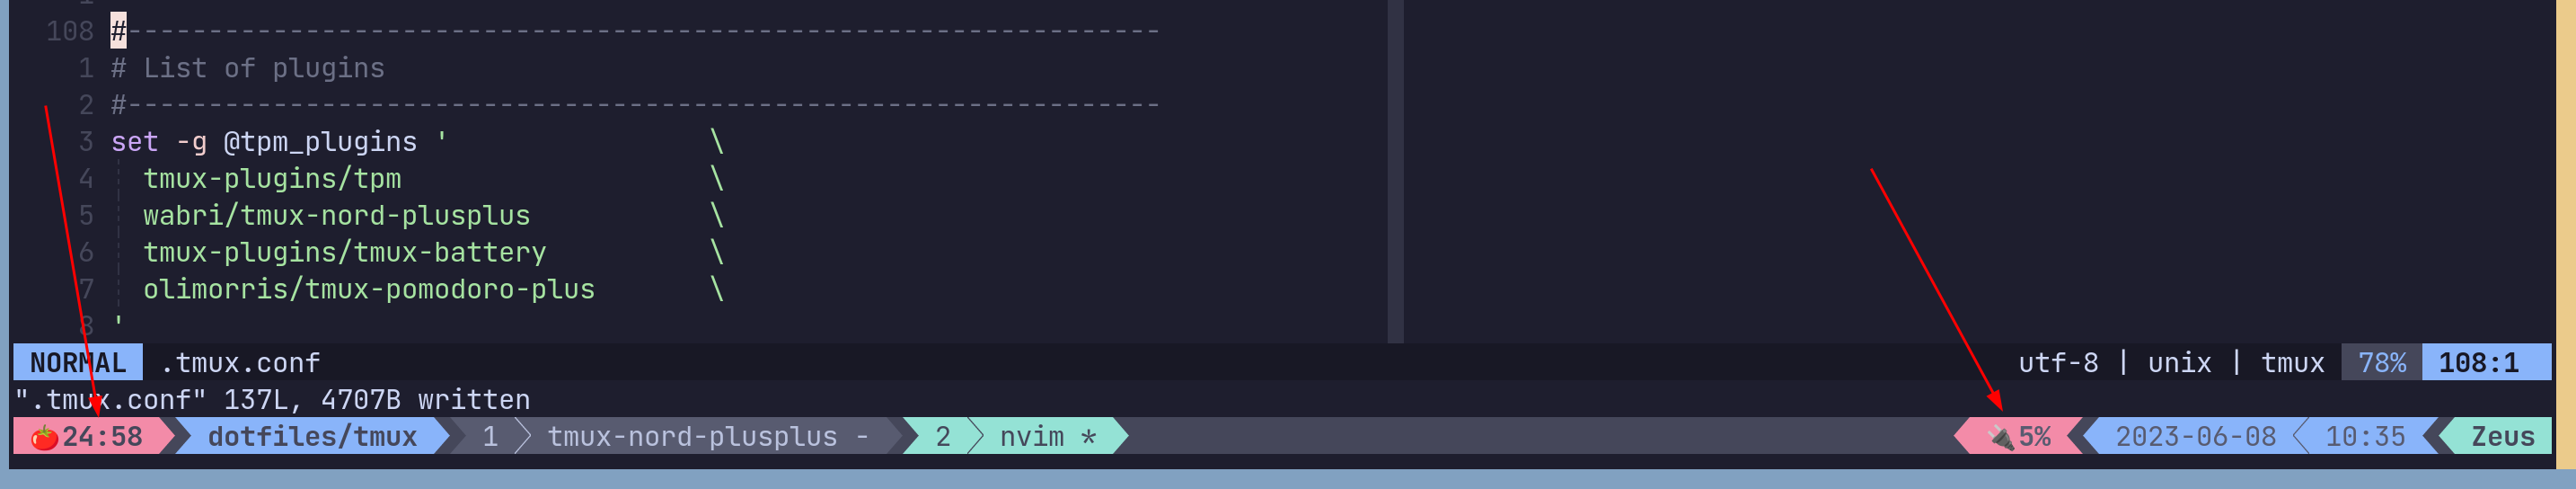 108 #----------------------------------------------------------------
1 # List of plugins
2 #----------------------------------------------------------------
3 set -g @tpm_plugins ' \
4 tmux-plugins/tpm \
5 wabri/tmux-nord-plusplus \
6 tmux-plugins/tmux-battery \
7 olimorris/tmux-pomodoro-plus \
8 '
NORMAL .tmux.conf utf-8 | unix | tmux 78% 108:1
".tmux.conf" 137L, 4707B written
🍅24:58 dotfiles/tmux 1 tmux-nord-plusplus - 2 nvim * 🔌5% 2023-06-08 10:35 Zeus